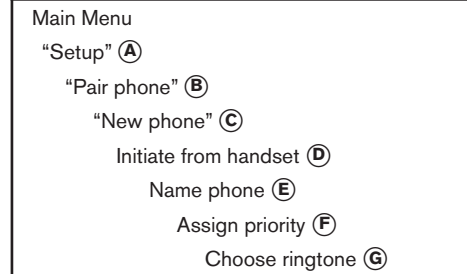 Main Menu
“Setup” Ⓐ
“Pair phone” Ⓑ
“New phone” Ⓒ
Initiate from handset Ⓓ
Name phone Ⓔ
Assign priority Ⓕ
Choose ringtone Ⓖ